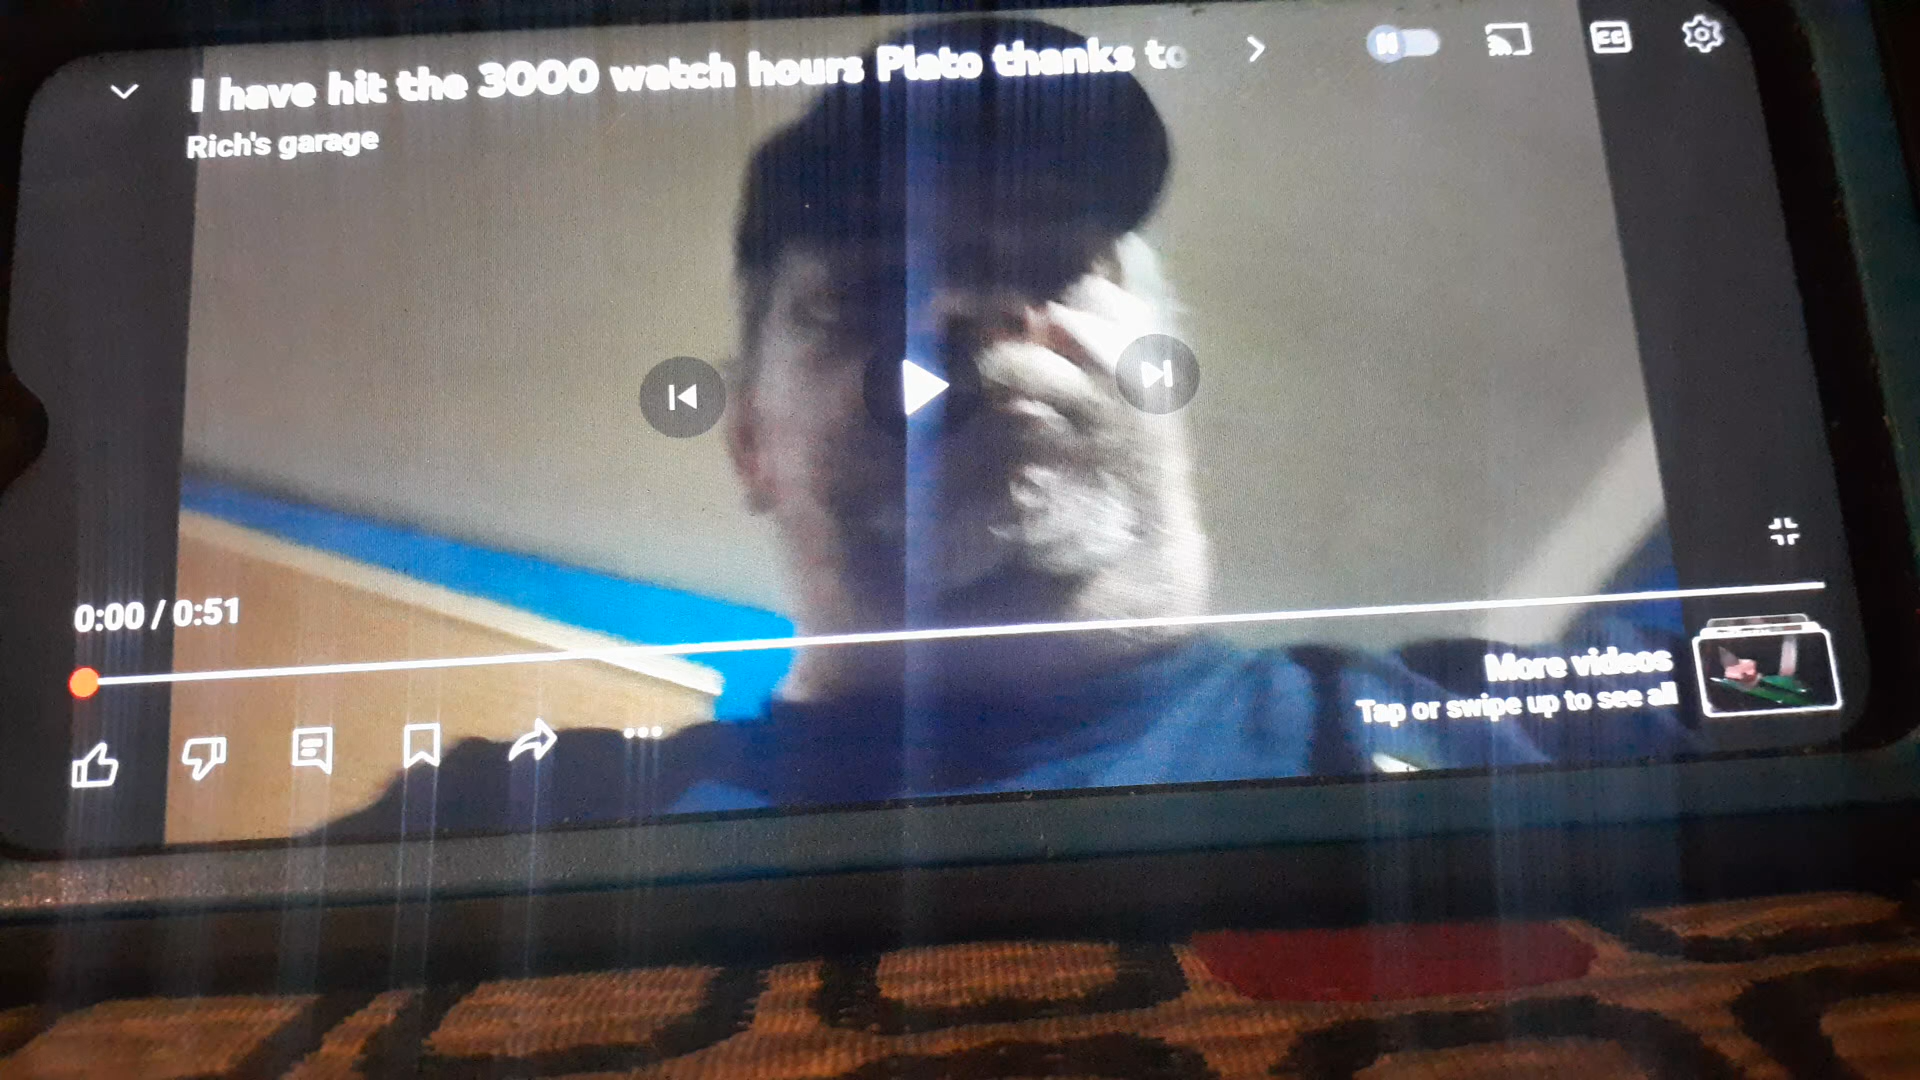 I have hit the 3000 watch hours Plato thanks to
Rich's garage
CC
0:00 / 0:51
More videos
Tap or swipe up to see all